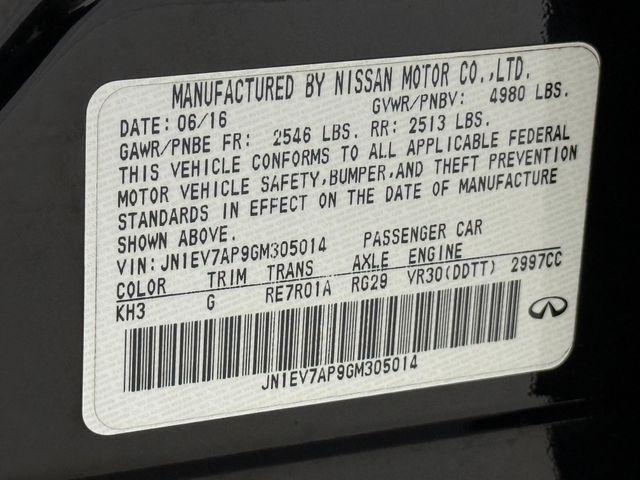 MANUFACTURED BY NISSAN MOTOR CO.,LTD.
DATE: 06/16 GVWR/PNBV: 4980 LBS.
GAWR/PNBE FR: 2546 LBS. RR: 2513 LBS.
THIS VEHICLE CONFORMS TO ALL APPLICABLE FEDERAL
MOTOR VEHICLE SAFETY,BUMPER,AND THEFT PREVENTION
STANDARDS IN EFFECT ON THE DATE OF MANUFACTURE
SHOWN ABOVE.
VIN: JN1EV7AP9GM305014 PASSENGER CAR
COLOR TRIM TRANS AXLE ENGINE
KH3 G RE7R01A RG29 VR30(DDTT) 2997CC
JN1EV7AP9GM305014